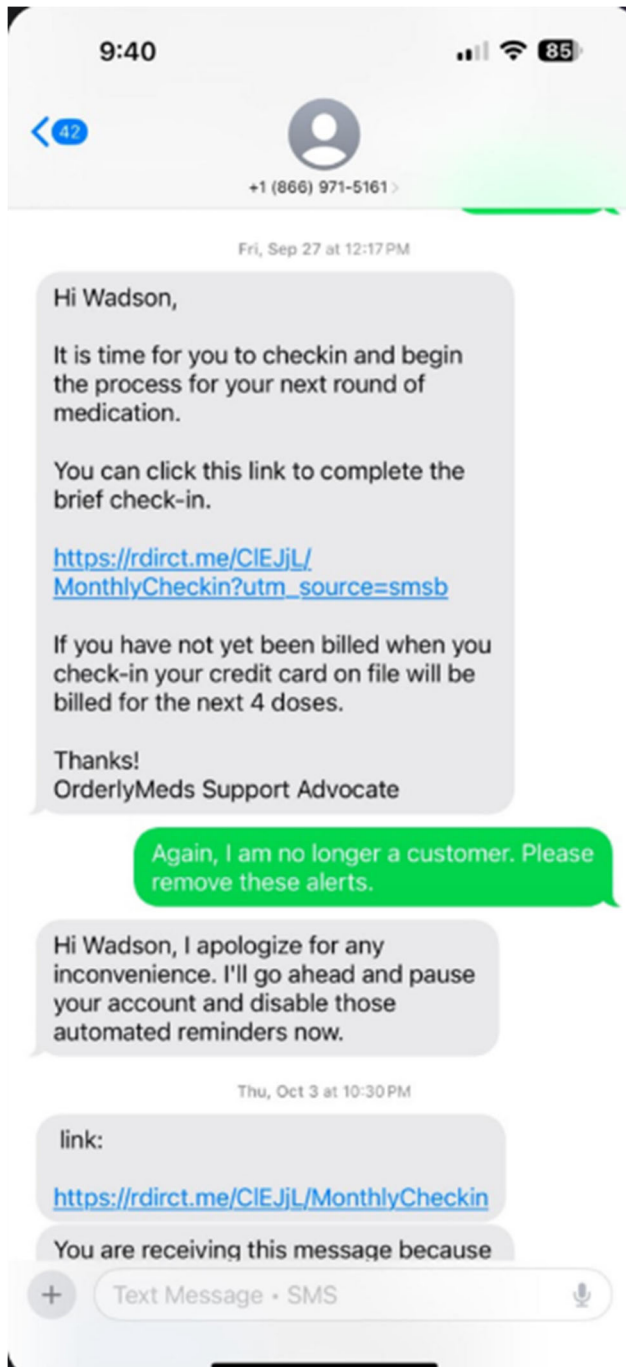 9:40
85
42
+1 (866) 971-5161 >
Fri, Sep 27 at 12:17 PM
Hi Wadson,
It is time for you to checkin and begin
the process for your next round of
medication.
You can click this link to complete the
brief check-in.
https://rdirct.me/ClEJjL/
MonthlyCheckin?utm_source=smsb
If you have not yet been billed when you
check-in your credit card on file will be
billed for the next 4 doses.
Thanks!
OrderlyMeds Support Advocate
Again, I am no longer a customer. Please
remove these alerts.
Hi Wadson, I apologize for any
inconvenience. I'll go ahead and pause
your account and disable those
automated reminders now.
Thu, Oct 3 at 10:30 PM
link:
https://rdirct.me/ClEJjL/MonthlyCheckin
You are receiving this message because
Text Message • SMS